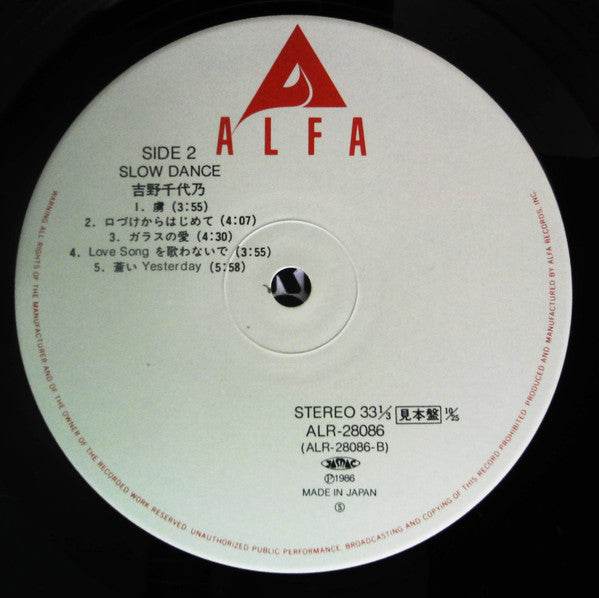 ALFA
SIDE 2
SLOW DANCE
吉野千代乃
1. 虜 (3:55)
2. 口づけからはじめて (4:07)
3. ガラスの愛 (4:30)
4. Love Song を歌わないで (3:55)
5. 蒼い Yesterday (5:58)
STEREO 33⅓ 見本盤 10/25
ALR-28086
(ALR-28086-B)
JASRAC
Ⓟ1986
MADE IN JAPAN
Ⓢ
WARNING: ALL RIGHTS OF THE MANUFACTURER AND OF THE OWNER OF THE RECORDED WORK RESERVED. UNAUTHORIZED PUBLIC PERFORMANCE. BROADCASTING AND COPYING OF THIS RECORD PROHIBITED. PRODUCED AND MANUFACTURED BY ALFA RECORDS, INC.